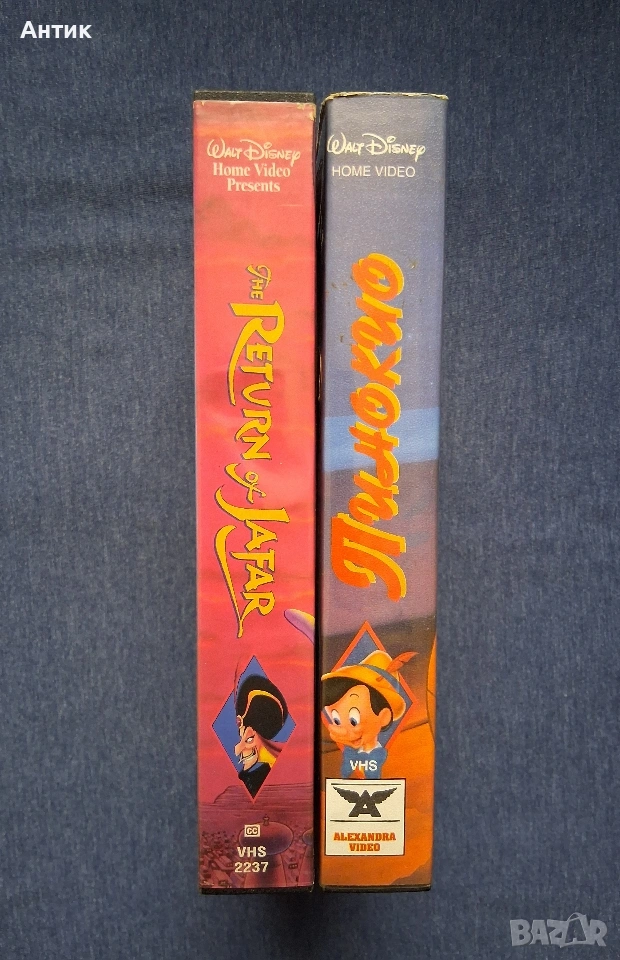 Антик
WALT DISNEY
Home Video
Presents
THE RETURN OF JAFAR
CC
VHS
2237
WALT DISNEY
HOME VIDEO
Пинокио
VHS
A
ALEXANDRA
VIDEO
BAZAR